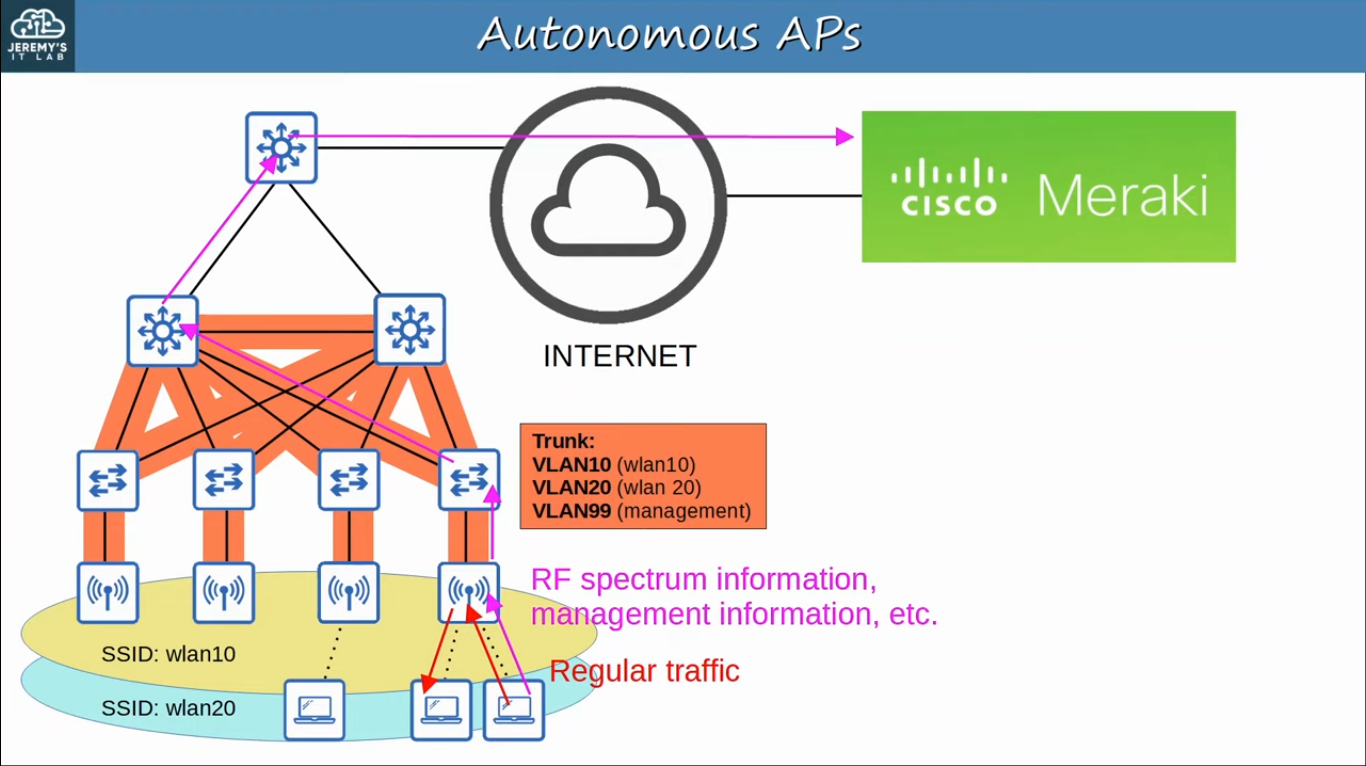 JEREMY'S
IT LAB
Autonomous APs
cisco Meraki
INTERNET
Trunk:
VLAN10 (wlan10)
VLAN20 (wlan 20)
VLAN99 (management)
RF spectrum information,
management information, etc.
Regular traffic
SSID: wlan10
SSID: wlan20